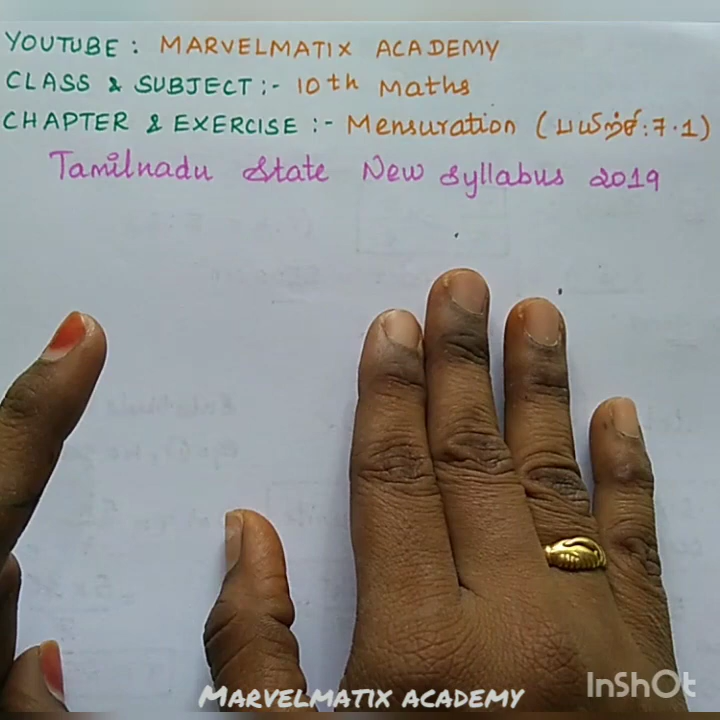 YOUTUBE : MARVELMATIX ACADEMY
CLASS & SUBJECT :- 10th Maths
CHAPTER & EXERCISE :- Mensuration (பயிற்சி : 7.1)
Tamilnadu State New Syllabus 2019
MARVELMATIX ACADEMY
InShOt